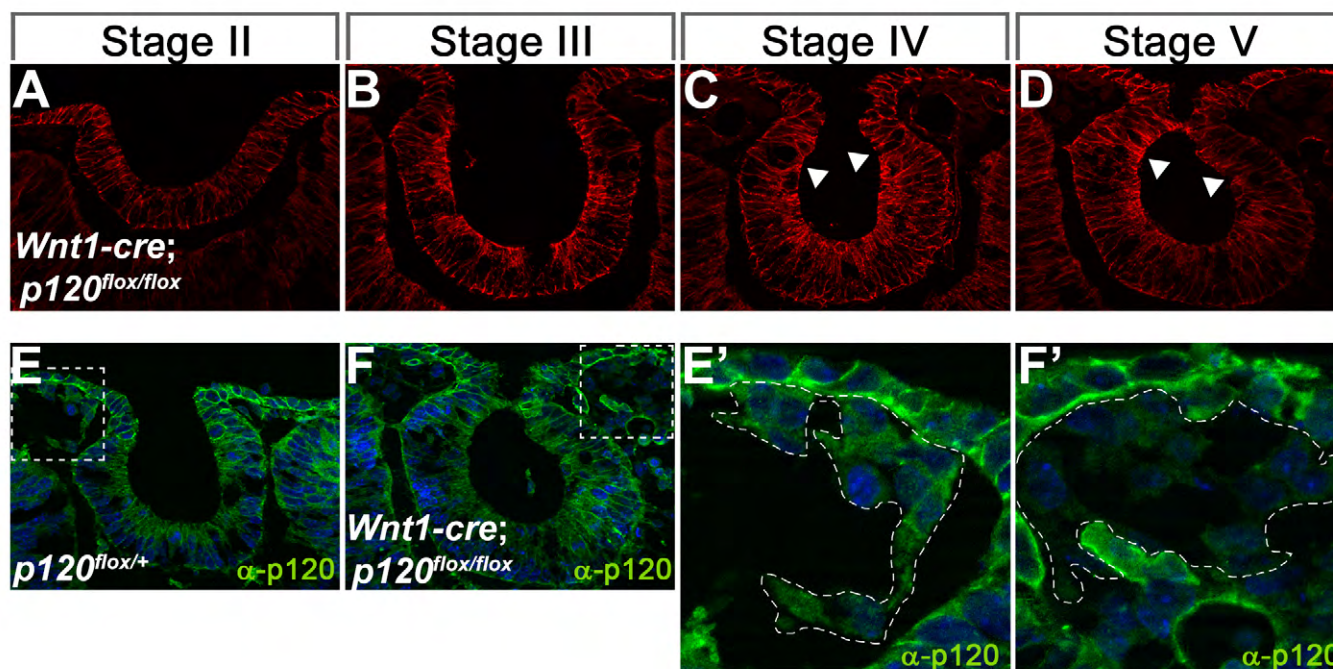 Stage II
Stage III
Stage IV
Stage V
A
B
C
D
Wnt1-cre;
p120flox/flox
E
F
E’
F’
p120flox/+
α-p120
Wnt1-cre;
p120flox/flox
α-p120
α-p120
α-p120